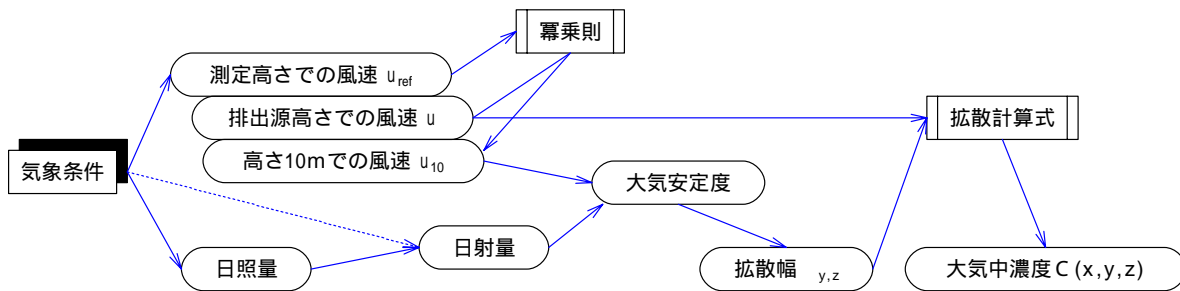 冪乗則
測定高さでの風速 uref
排出源高さでの風速 u
拡散計算式
高さ10mでの風速 u10
気象条件
大気安定度
日射量
日照量
拡散幅 y,z
大気中濃度C(x,y,z)